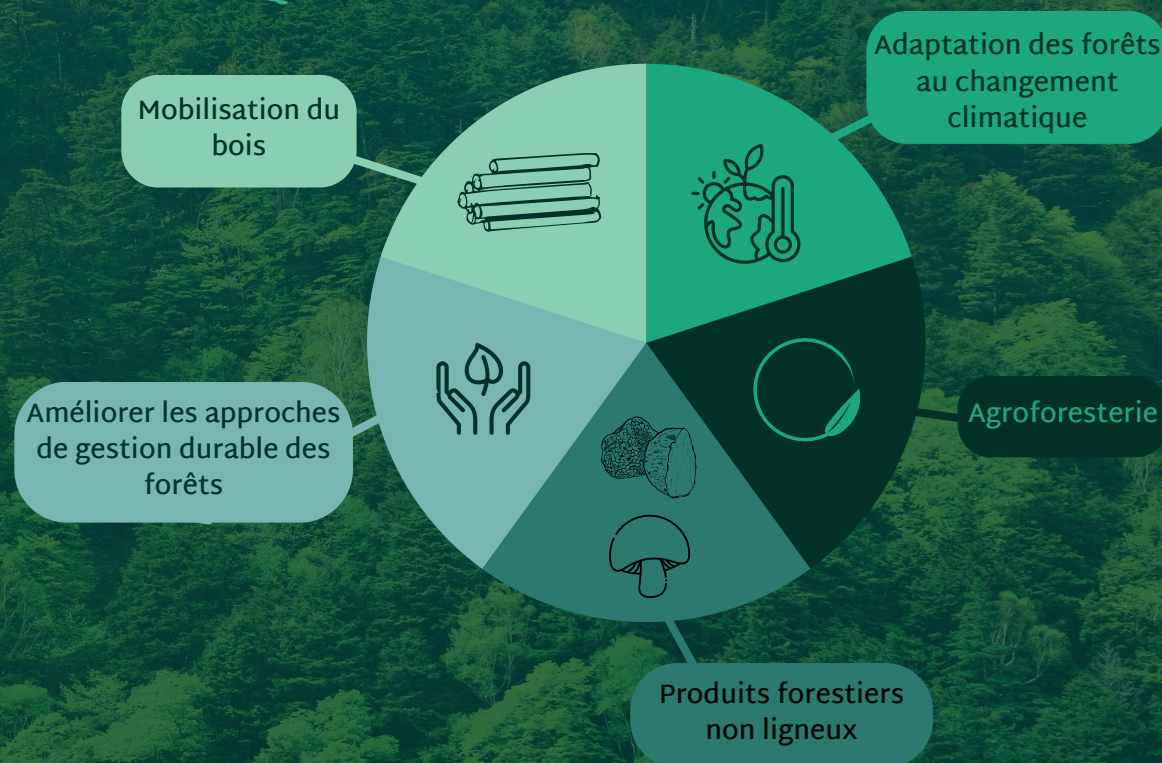 Adaptation des forêts
au changement
climatique
Mobilisation du
bois
Agroforesterie
Améliorer les approches
de gestion durable des
forêts
Produits forestiers
non ligneux